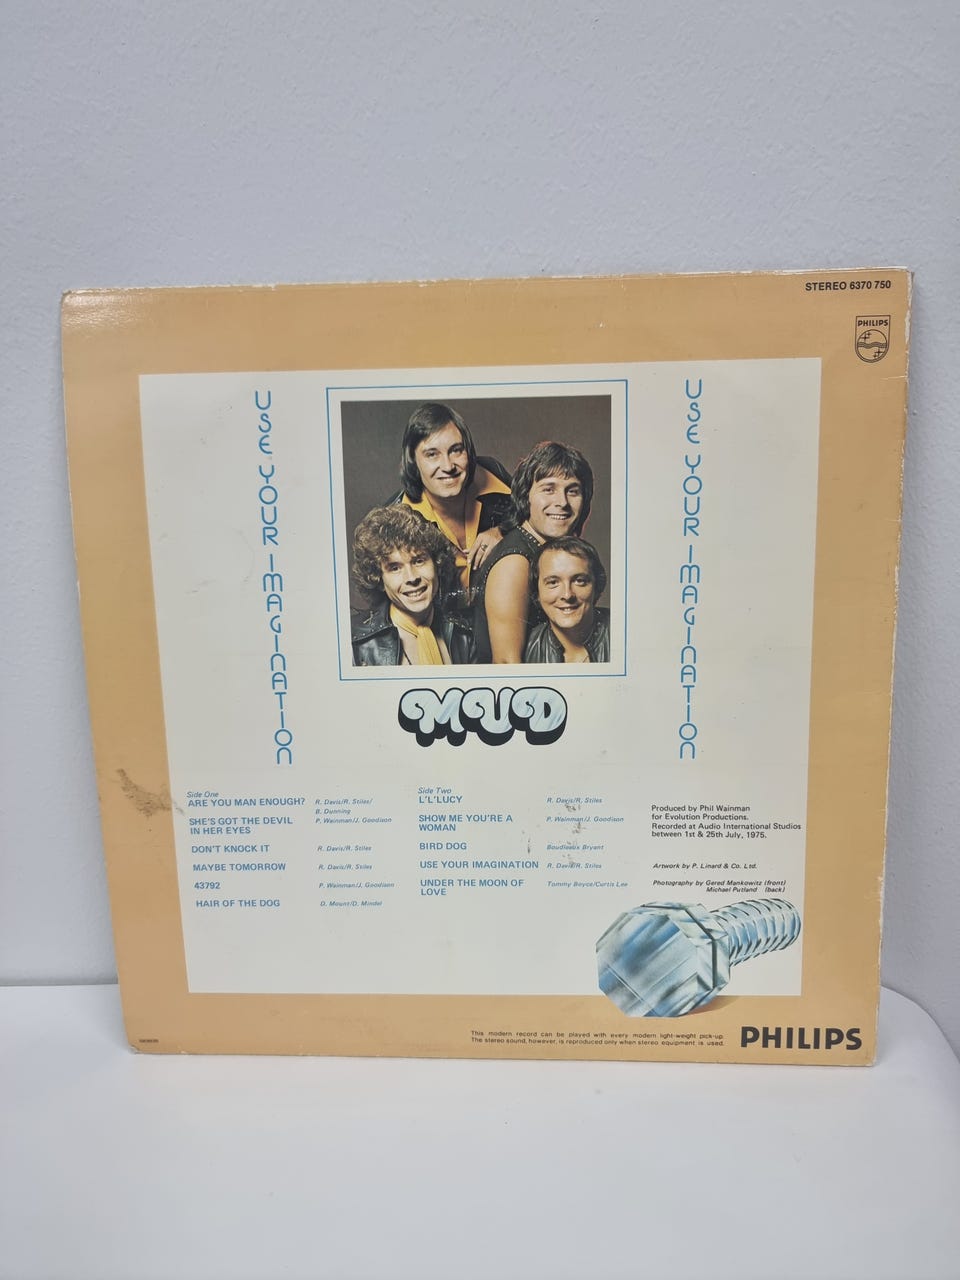 STEREO 6370 750
PHILIPS
USE YOUR IMAGINATION
USE YOUR IMAGINATION
MUD
Side One
ARE YOU MAN ENOUGH? R. Davis/R. Stiles/
B. Dunning
SHE'S GOT THE DEVIL P. Wainman/J. Goodison
IN HER EYES
DON'T KNOCK IT R. Davis/R. Stiles
MAYBE TOMORROW R. Davis/R. Stiles
43792 P. Wainman/J. Goodison
HAIR OF THE DOG D. Mount/D. Mindel
Side Two
L'L'LUCY R. Davis/R. Stiles
SHOW ME YOU'RE A P. Wainman/J. Goodison
WOMAN
BIRD DOG Boudleaux Bryant
USE YOUR IMAGINATION R. Davis/R. Stiles
UNDER THE MOON OF Tommy Boyce/Curtis Lee
LOVE
Produced by Phil Wainman
for Evolution Productions.
Recorded at Audio International Studios
between 1st & 25th July, 1975.
Artwork by P. Linard & Co. Ltd.
Photography by Gered Mankowitz (front)
Michael Putland (back)
This modern record can be played with every modern light-weight pick-up.
The stereo sound, however, is reproduced only when stereo equipment is used.
PHILIPS